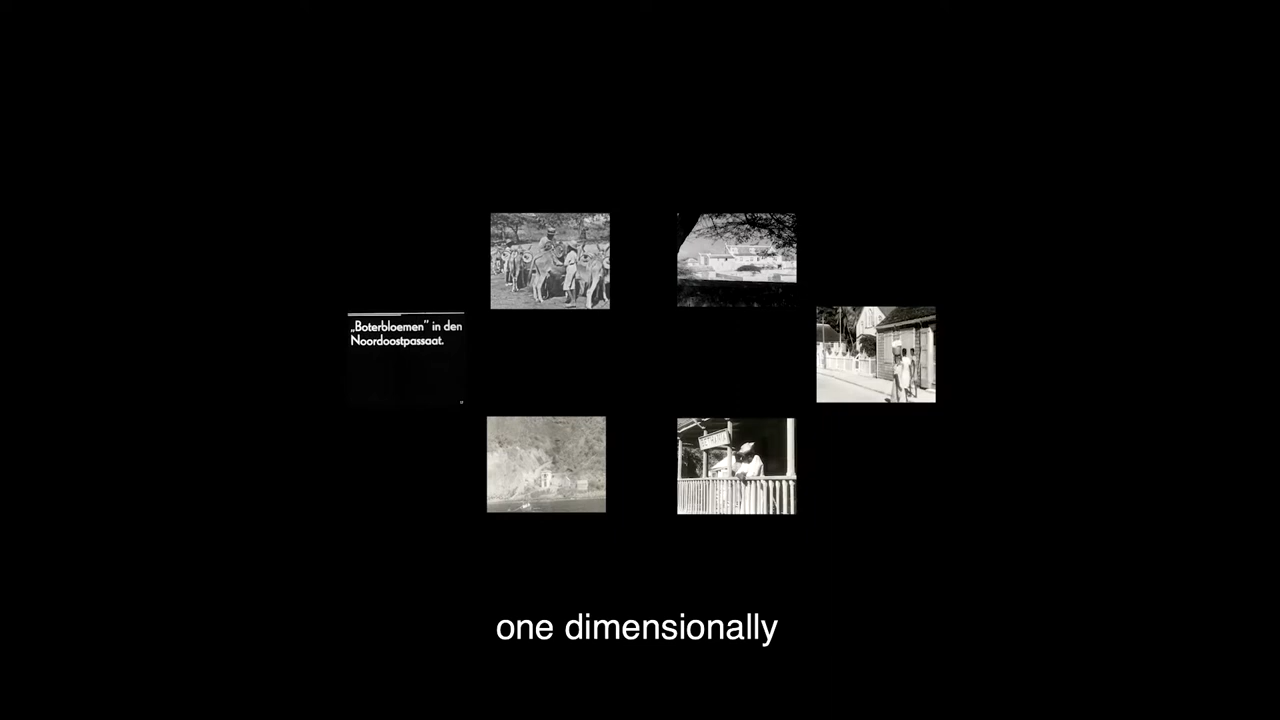 „Boterbloemen” in den
Noordoostpassaat.
one dimensionally